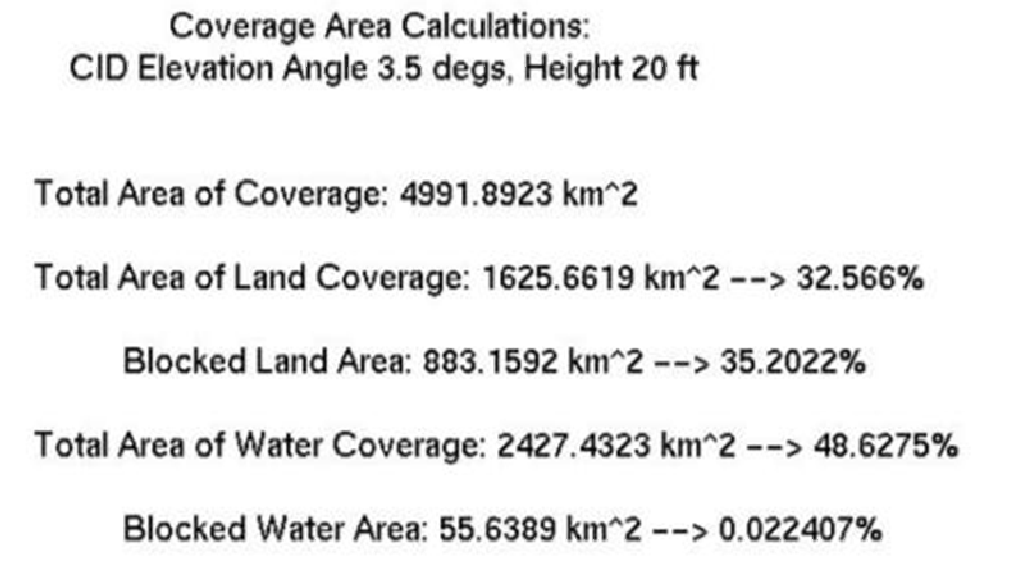 Coverage Area Calculations:
CID Elevation Angle 3.5 degs, Height 20 ft
Total Area of Coverage: 4991.8923 km^2
Total Area of Land Coverage: 1625.6619 km^2 --> 32.566%
Blocked Land Area: 883.1592 km^2 --> 35.2022%
Total Area of Water Coverage: 2427.4323 km^2 --> 48.6275%
Blocked Water Area: 55.6389 km^2 --> 0.022407%